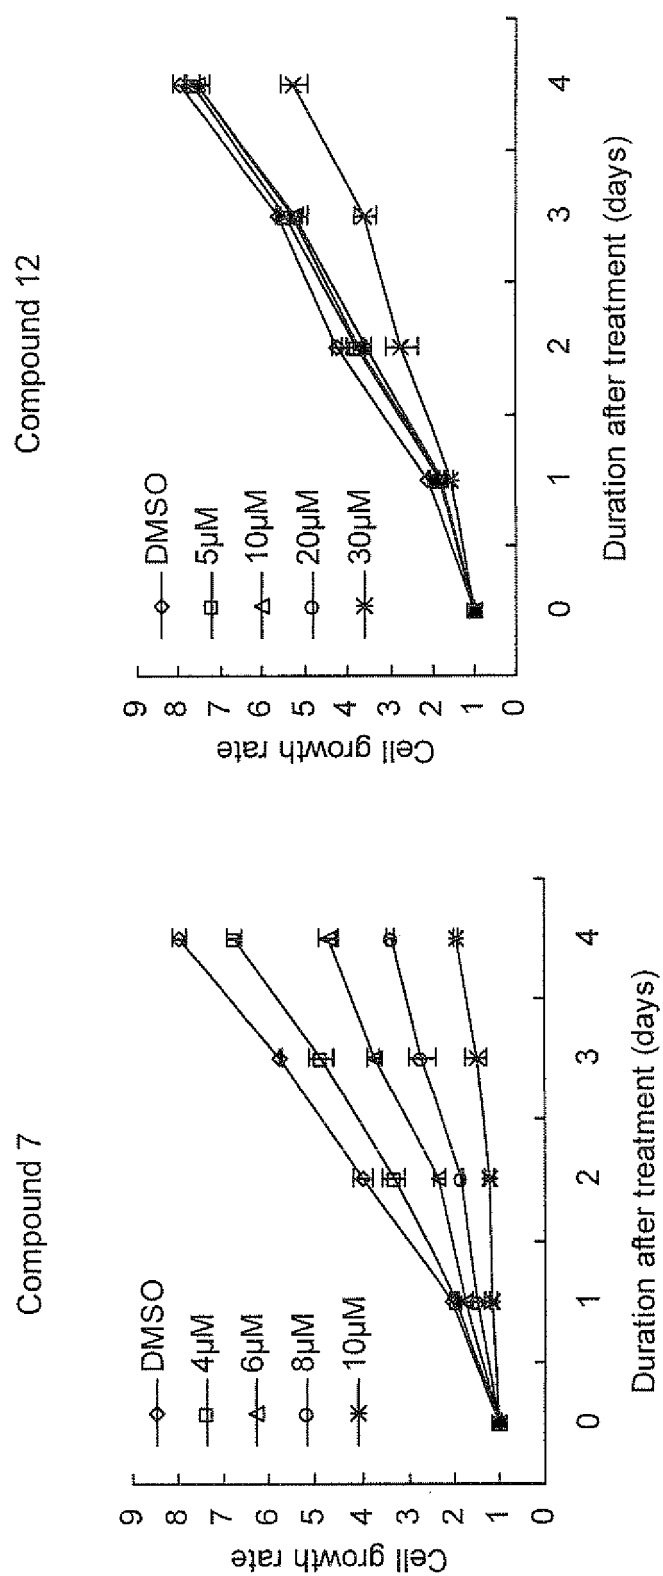 Compound 7
Cell growth rate
9
8
7
6
5
4
3
2
1
0
DMSO
4µM
6µM
8µM
10µM
0 1 2 3 4
Duration after treatment (days)
Compound 12
Cell growth rate
9
8
7
6
5
4
3
2
1
0
DMSO
5µM
10µM
20µM
30µM
0 1 2 3 4
Duration after treatment (days)